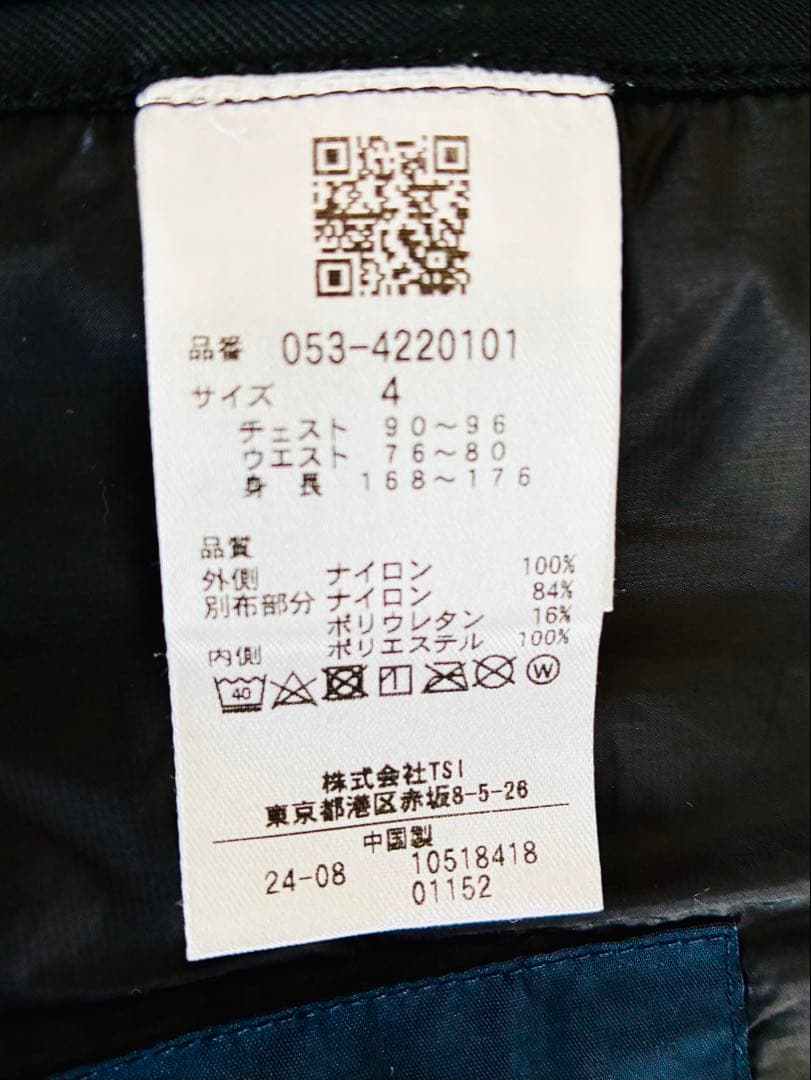 品番 053-4220101
サイズ 4
チェスト 90～96
ウエスト 76～80
身長 168～176
品質
外側 ナイロン 100%
別布部分 ナイロン 84%
ポリウレタン 16%
内側 ポリエステル 100%
40 W
株式会社TSI
東京都港区赤坂8-5-26
中国製
24-08 10518418
01152